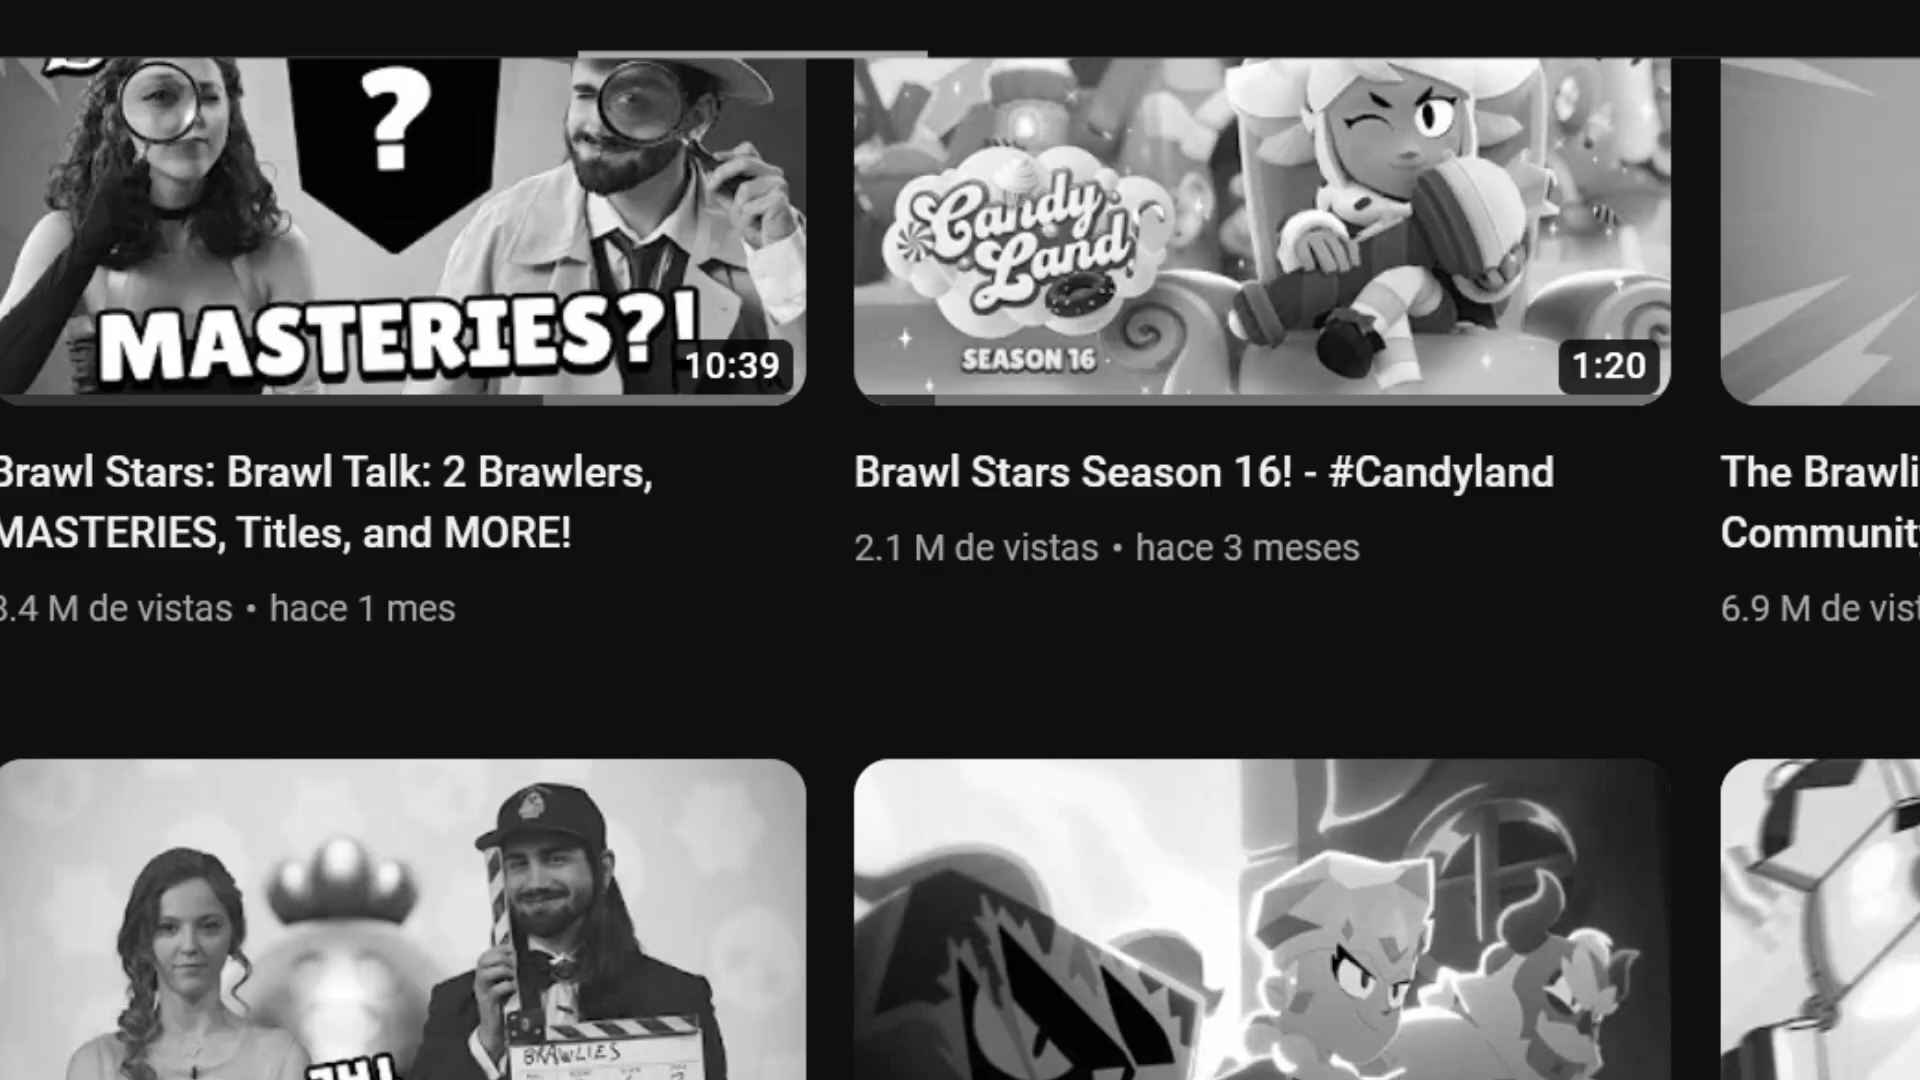 ?
MASTERIES?!
10:39
Candy
Land
SEASON 16
1:20
Brawl Stars: Brawl Talk: 2 Brawlers,
MASTERIES, Titles, and MORE!
3.4 M de vistas • hace 1 mes
Brawl Stars Season 16! - #Candyland
2.1 M de vistas • hace 3 meses
The Brawli
Community
6.9 M de vist
BRAWLIES